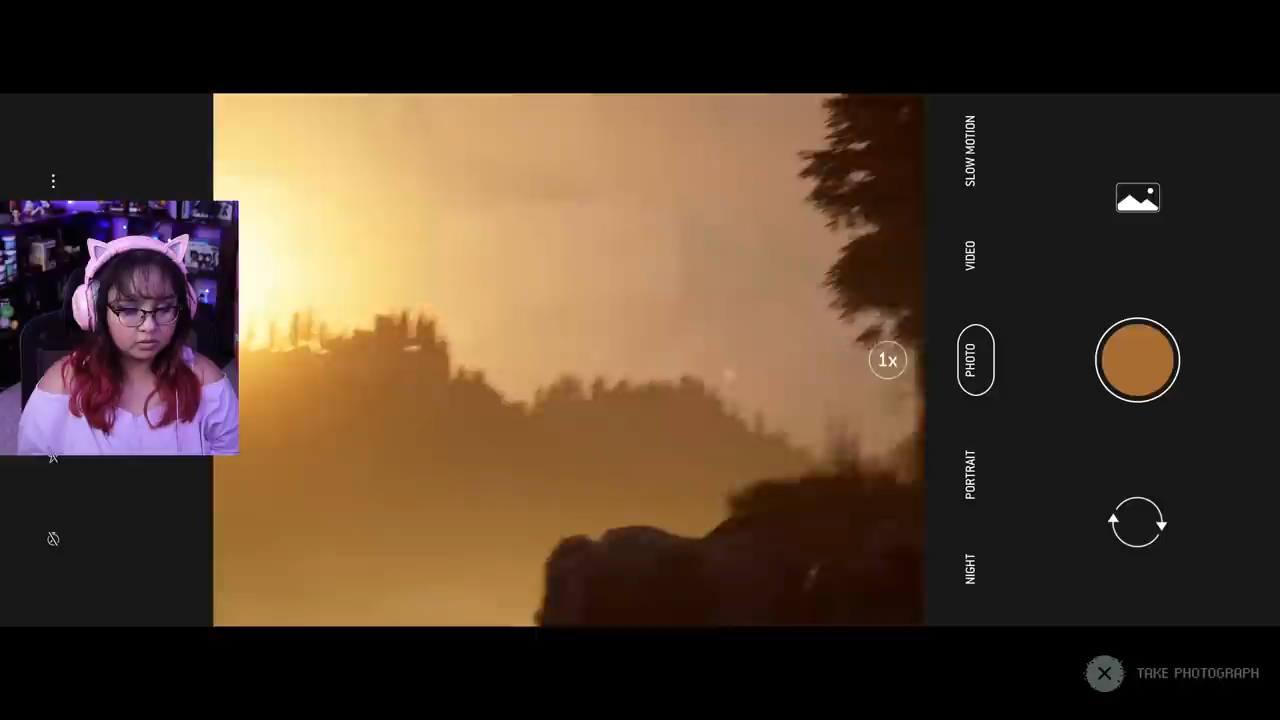 SLOW MOTION
VIDEO
1x
PHOTO
PORTRAIT
NIGHT
TAKE PHOTOGRAPH